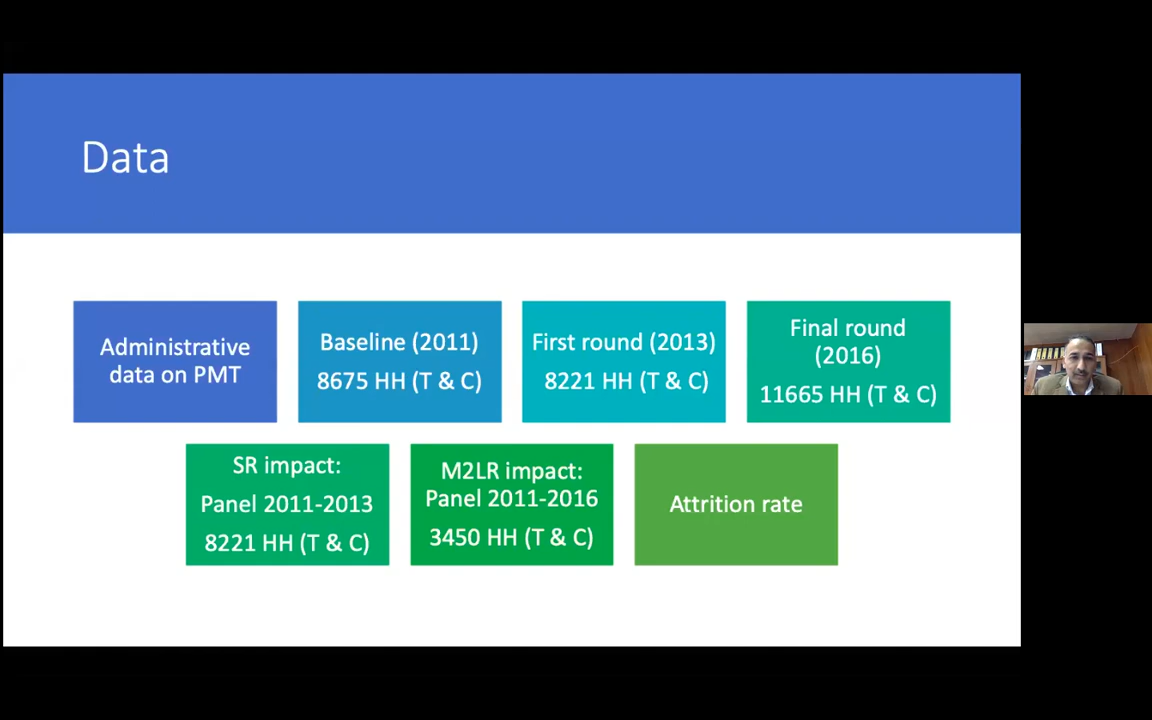 Data
Administrative
data on PMT
Baseline (2011)
8675 HH (T & C)
First round (2013)
8221 HH (T & C)
Final round
(2016)
11665 HH (T & C)
SR impact:
Panel 2011-2013
8221 HH (T & C)
M2LR impact:
Panel 2011-2016
3450 HH (T & C)
Attrition rate